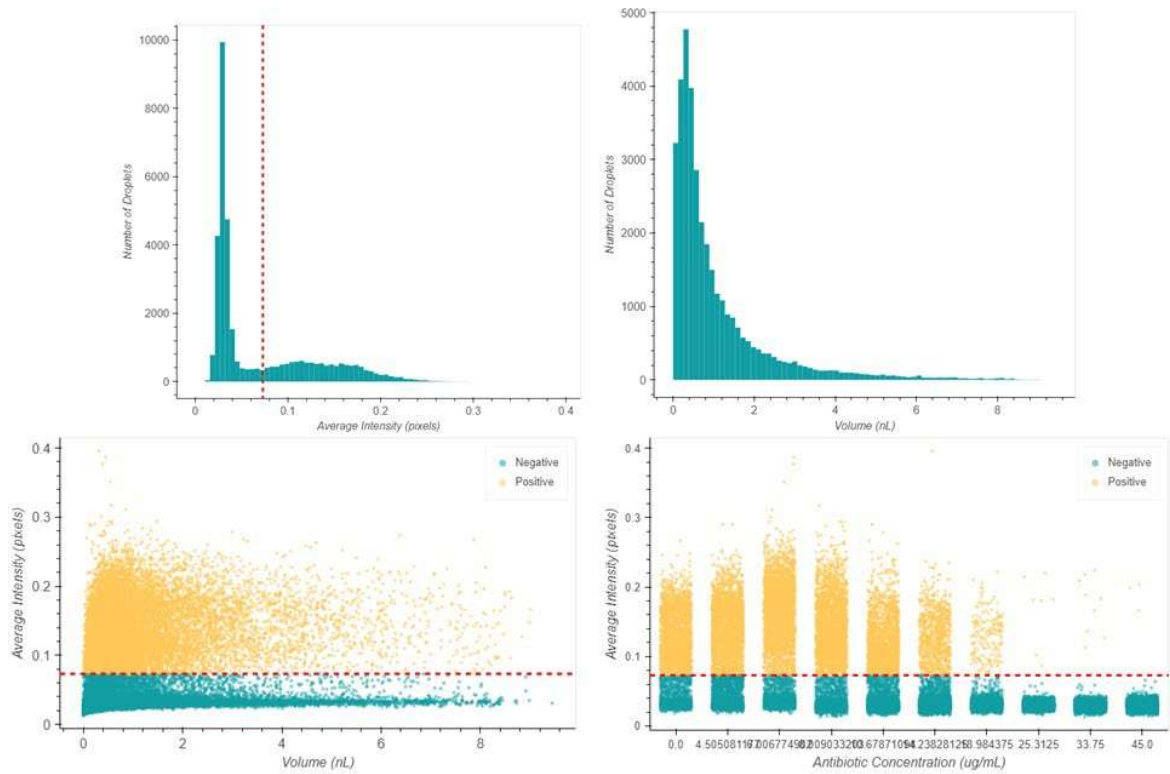 10000
8000
6000
4000
2000
0
Number of Droplets
0 0.1 0.2 0.3 0.4
Average Intensity (pixels)
5000
4000
3000
2000
1000
0
Number of Droplets
0 2 4 6 8
Volume (nL)
0.4
0.3
0.2
0.1
0
Average Intensity (pixels)
Negative
Positive
0 2 4 6 8
Volume (nL)
0.4
0.3
0.2
0.1
0
Average Intensity (pixels)
Negative
Positive
0.0 25.3125 33.75 45.0
Antibiotic Concentration (ug/mL)